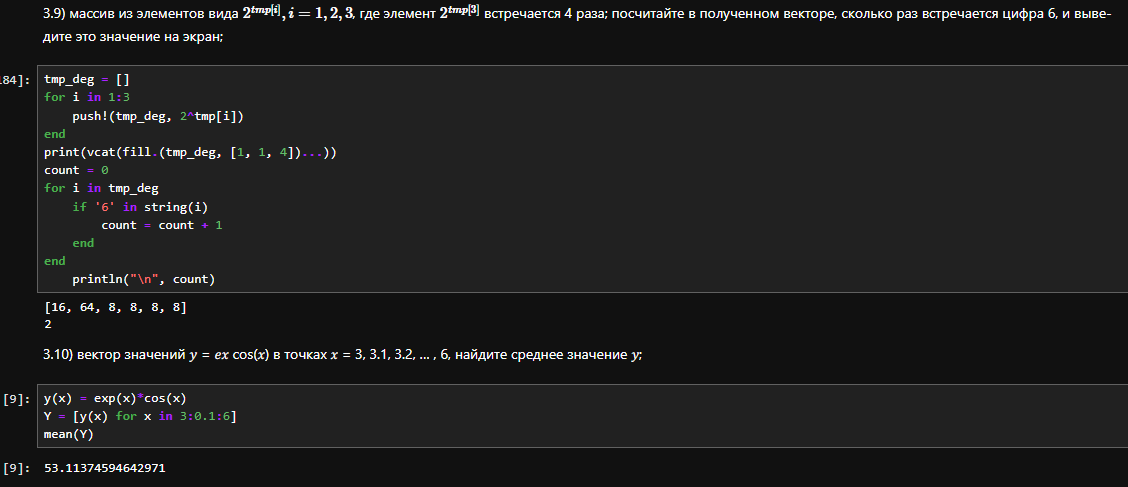 3.9) массив из элементов вида 2^tmp[i], i = 1, 2, 3, где элемент 2^tmp[3] встречается 4 раза; посчитайте в полученном векторе, сколько раз встречается цифра 6, и выве-
дите это значение на экран;
84]:
tmp_deg = []
for i in 1:3
    push!(tmp_deg, 2^tmp[i])
end
print(vcat(fill.(tmp_deg, [1, 1, 4])...))
count = 0
for i in tmp_deg
    if '6' in string(i)
        count = count + 1
    end
end
    println("\n", count)
[16, 64, 8, 8, 8, 8]
2
3.10) вектор значений y = ex cos(x) в точках x = 3, 3.1, 3.2, ... , 6, найдите среднее значение y;
[9]:
y(x) = exp(x)*cos(x)
Y = [y(x) for x in 3:0.1:6]
mean(Y)
[9]: 53.11374594642971